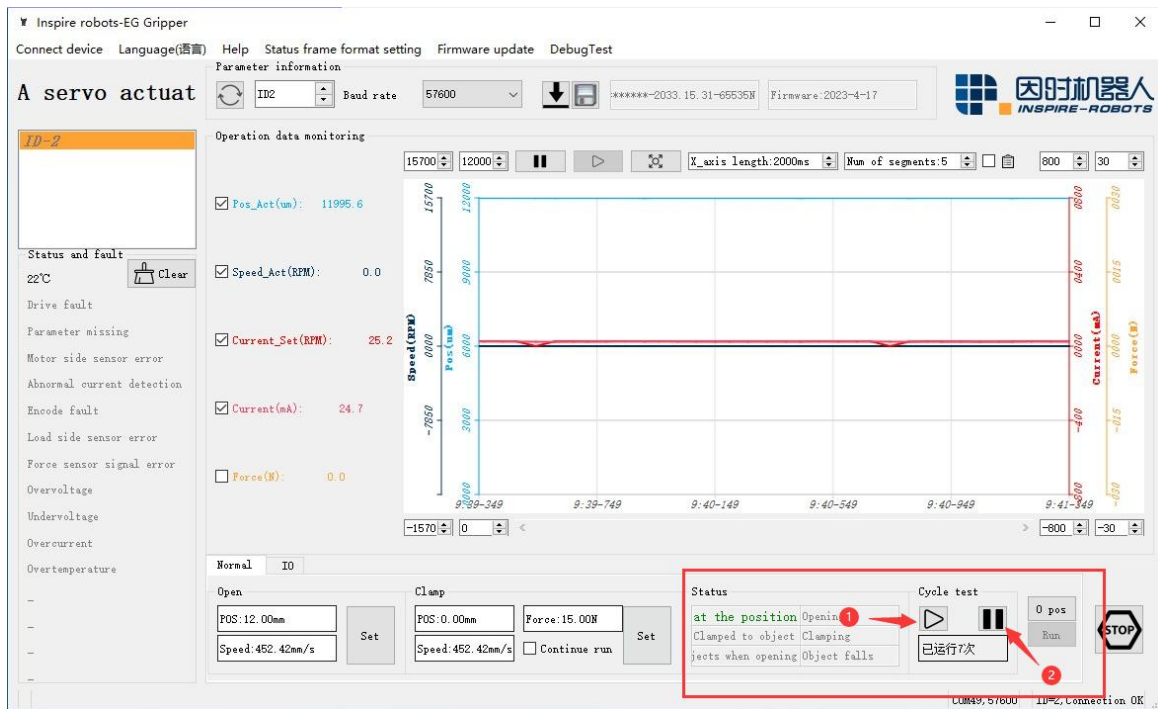 Inspire robots-EG Gripper
Connect device Language(语言) Help Status frame format setting Firmware update DebugTest
A servo actuat
Parameter information
ID2
Baud rate
57600
:******-2033.15.31-65535N
Firmware:2023-4-17
因时机器人
INSPIRE-ROBOTS
ID-2
Operation data monitoring
15700
12000
X_axis length:2000ms
Num of segments:5
800
30
Pos_Act(um): 11995.6
Speed_Act(RPM): 0.0
Current_Set(RPM): 25.2
Current(mA): 24.7
Force(N): 0.0
Status and fault
22℃
Clear
Drive fault
Parameter missing
Motor side sensor error
Abnormal current detection
Encode fault
Load side sensor error
Force sensor signal error
Overvoltage
Undervoltage
Overcurrent
Overtemperature
15700
7850
0000
-7850
Speed(RPM)
12000
9000
6000
3000
0000
Pos(um)
0800
0400
0000
-400
-800
Current(mA)
0030
0015
0000
-015
-030
Force(N)
9:39-349 9:39-749 9:40-149 9:40-549 9:40-949 9:41-349
-1570
0
-800
-30
Normal
IO
Open
POS:12.00mm
Speed:452.42mm/s
Set
Clamp
POS:0.00mm
Force:15.00N
Speed:452.42mm/s
Continue run
Set
Status
at the position
Openin
Clamped to object
Clamping
jects when opening
Object falls
1
Cycle test
已运行7次
2
0 pos
Run
STOP
COM49,57600
ID=2,Connection OK